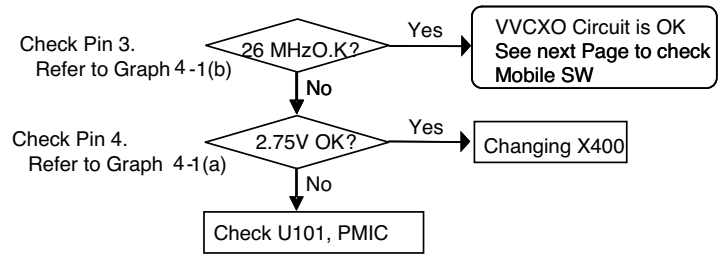 Check Pin 3.
Refer to Graph 4-1(b)
26 MHzO.K?
Yes
VVCXO Circuit is OK
See next Page to check
Mobile SW
No
Check Pin 4.
Refer to Graph 4-1(a)
2.75V OK?
Yes
Changing X400
No
Check U101, PMIC